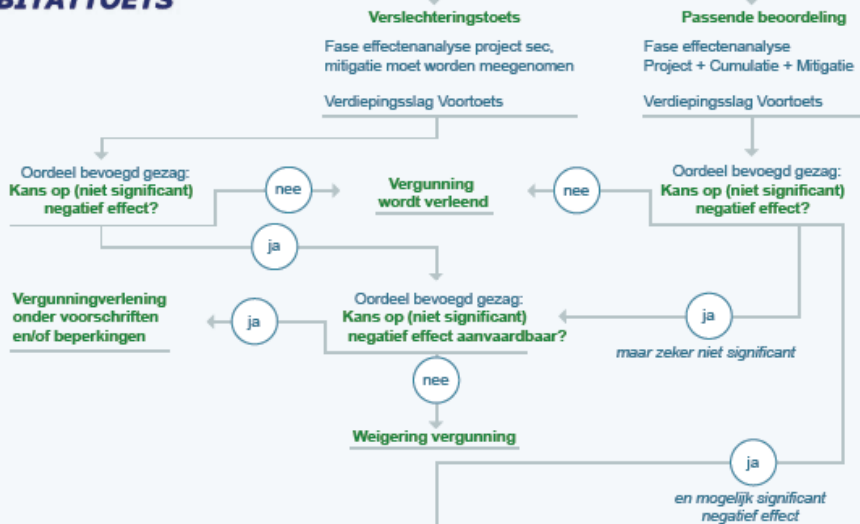 BITATTOETS
Verslechteringstoets
Fase effectenanalyse project sec,
mitigatie moet worden meegenomen
Verdiepingsslag Voortoets
Passende beoordeling
Fase effectenanalyse
Project + Cumulatie + Mitigatie
Verdiepingsslag Voortoets
Oordeel bevoegd gezag:
Kans op (niet significant)
negatief effect?
nee
Vergunning
wordt verleend
nee
Oordeel bevoegd gezag:
Kans op (niet significant)
negatief effect?
ja
Vergunningverlening
onder voorschriften
en/of beperkingen
ja
Oordeel bevoegd gezag:
Kans op (niet significant)
negatief effect aanvaardbaar?
ja
maar zeker niet significant
nee
Weigering vergunning
ja
en mogelijk significant
negatief effect